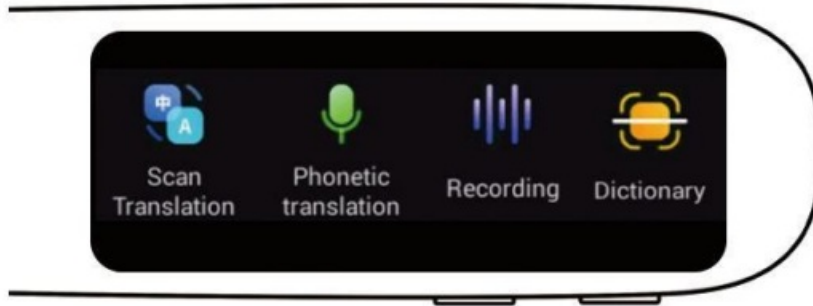 中
A
Scan
Translation
Phonetic
translation
Recording
Dictionary